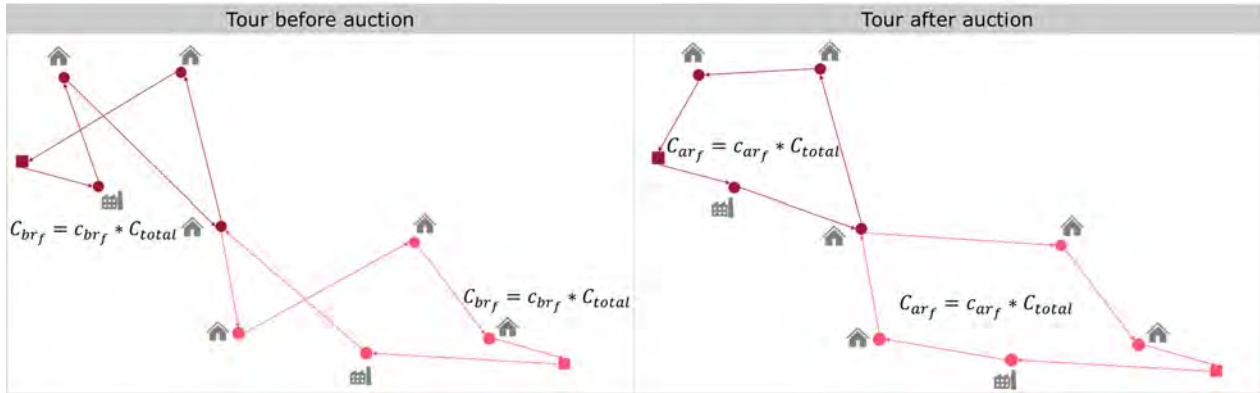 Tour before auction
Tour after auction
C_{br_f} = c_{br_f} * C_{total}
C_{br_f} = c_{br_f} * C_{total}
C_{ar_f} = c_{ar_f} * C_{total}
C_{ar_f} = c_{ar_f} * C_{total}